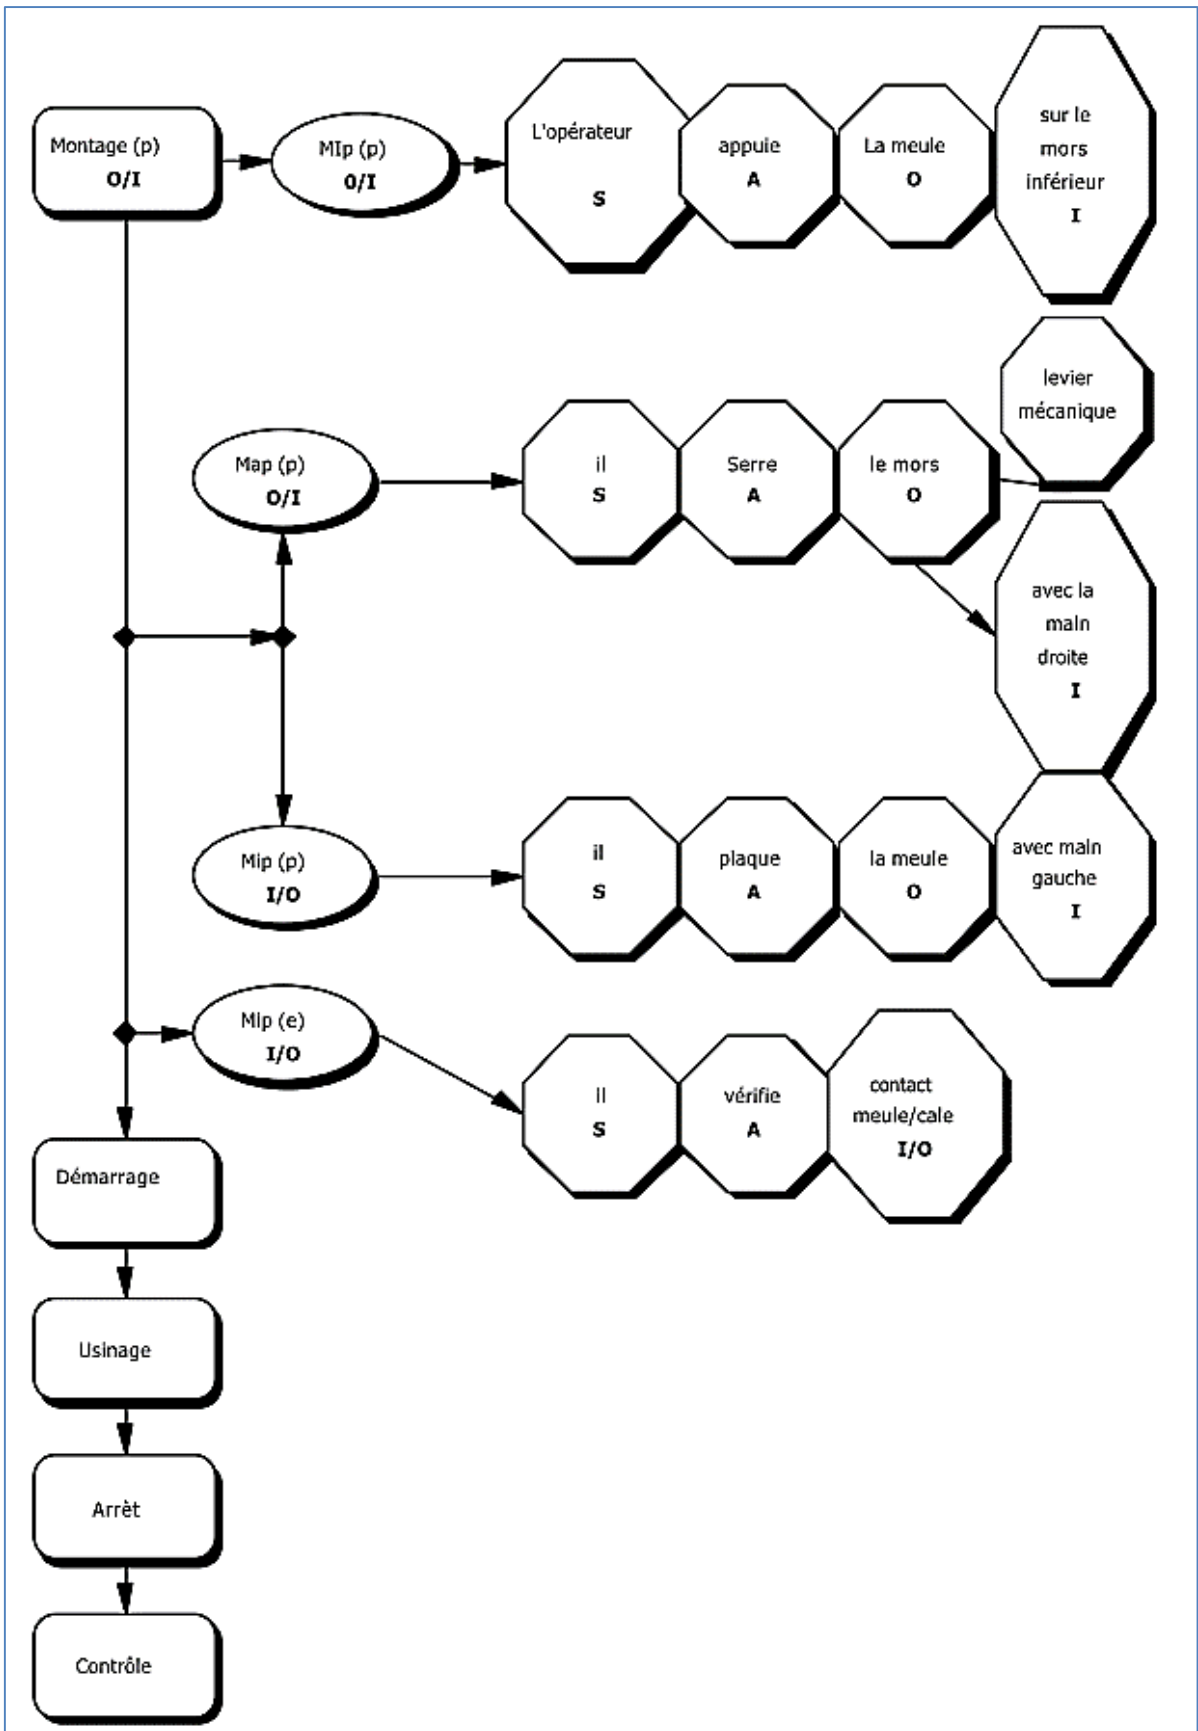 Montage (p)
O/I
MIp (p)
0/I
L'opérateur
S
appuie
A
La meule
O
sur le
mors
inférieur
I
levier
mécanique
Map (p)
O/I
il
S
Serre
A
le mors
O
avec la
main
droite
I
Mip (p)
I/O
il
S
plaque
A
la meule
O
avec main
gauche
I
Mip (e)
I/O
Il
S
vérifie
A
contact
meule/cale
I/O
Démarrage
Usinage
Arrèt
Contrôle